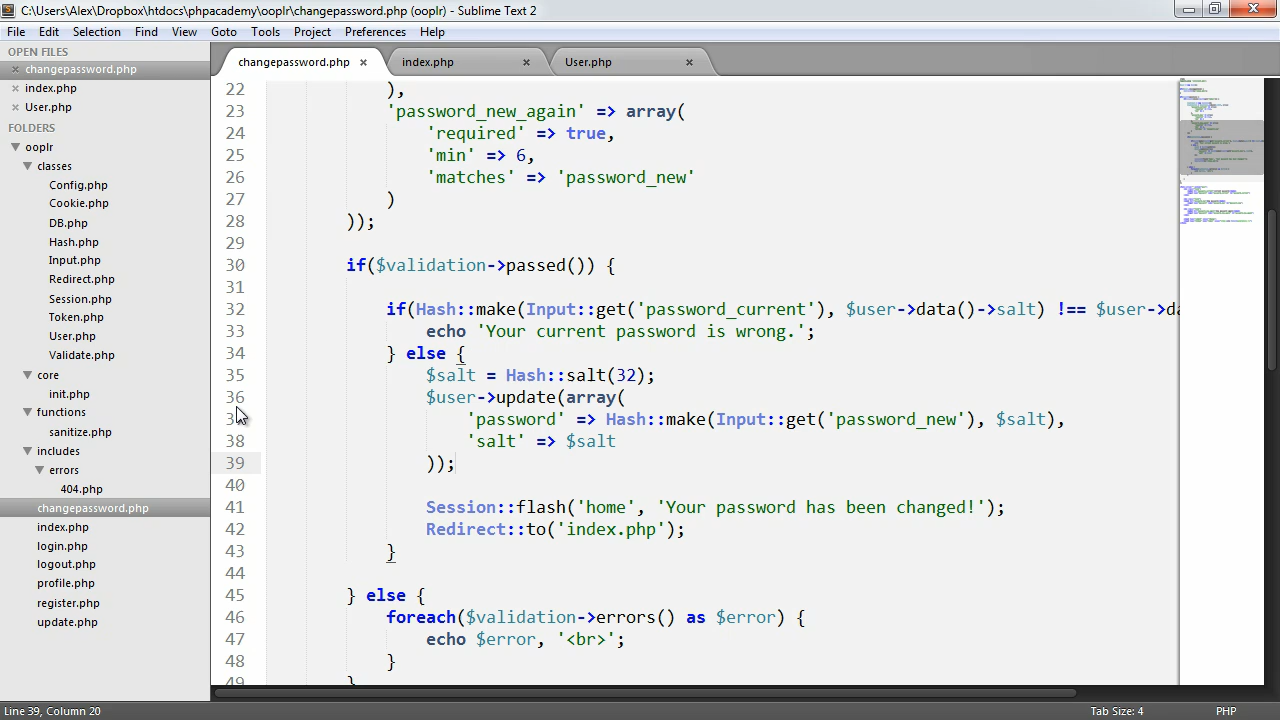 C:\Users\Alex\Dropbox\htdocs\phpacademy\ooplr\changepassword.php (ooplr) - Sublime Text 2
File Edit Selection Find View Goto Tools Project Preferences Help
OPEN FILES
changepassword.php
index.php
User.php
FOLDERS
ooplr
classes
Config.php
Cookie.php
DB.php
Hash.php
Input.php
Redirect.php
Session.php
Token.php
User.php
Validate.php
core
init.php
functions
sanitize.php
includes
errors
404.php
changepassword.php
index.php
login.php
logout.php
profile.php
register.php
update.php
changepassword.php × index.php × User.php ×
22 ),
23 'password_new_again' => array(
24 'required' => true,
25 'min' => 6,
26 'matches' => 'password_new'
27 )
28 ));
29
30 if($validation->passed()) {
31
32 if(Hash::make(Input::get('password_current'), $user->data()->salt) !== $user->da
33 echo 'Your current password is wrong.';
34 } else {
35 $salt = Hash::salt(32);
36 $user->update(array(
'password' => Hash::make(Input::get('password_new'), $salt),
38 'salt' => $salt
39 ));
40
41 Session::flash('home', 'Your password has been changed!');
42 Redirect::to('index.php');
43 }
44
45 } else {
46 foreach($validation->errors() as $error) {
47 echo $error, '<br>';
48 }
49 }
Line 39, Column 20
Tab Size: 4 PHP